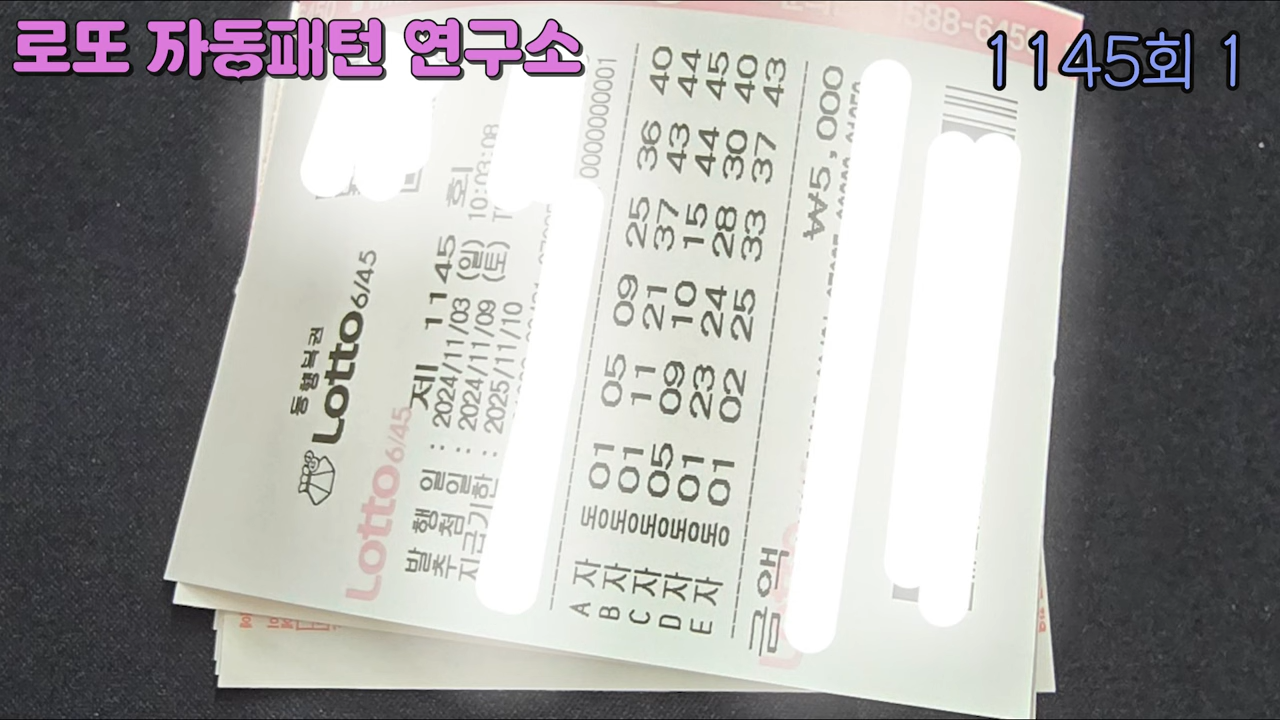 로또 자동패턴 연구소
1145회 1
동행복권
Lotto 6/45
Lotto 6/45
제 1145 회
발 행 일 : 2024/11/03 (일) 10:03:08
추 첨 일 : 2024/11/09 (토)
지급기한 : 2025/11/10
0000000001
A 자동 01 05 09 25 36 40
B 자동 01 11 21 37 43 44
C 자동 05 09 10 15 44 45
D 자동 01 23 24 28 30 40
E 자동 01 02 25 33 37 43
금액 ₩5,000